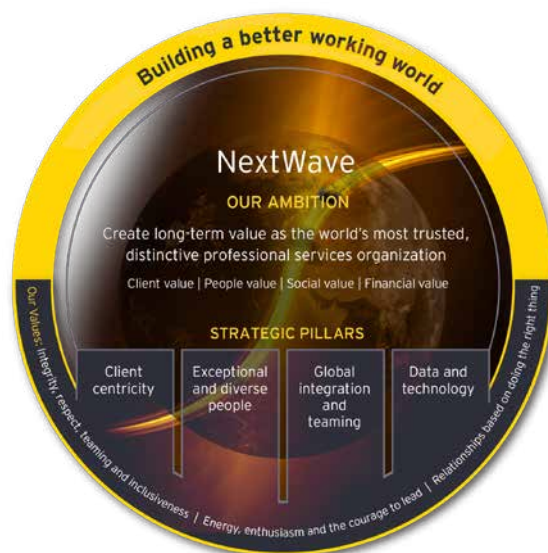 Building a better working world
NextWave
OUR AMBITION
Create long-term value as the world's most trusted,
distinctive professional services organization
Client value | People value | Social value | Financial value
STRATEGIC PILLARS
Client
centricity
Exceptional
and diverse
people
Global
integration
and
teaming
Data and
technology
Our Values: Integrity, respect, teaming and inclusiveness | Energy, enthusiasm and the courage to lead | Relationships based on doing the right thing